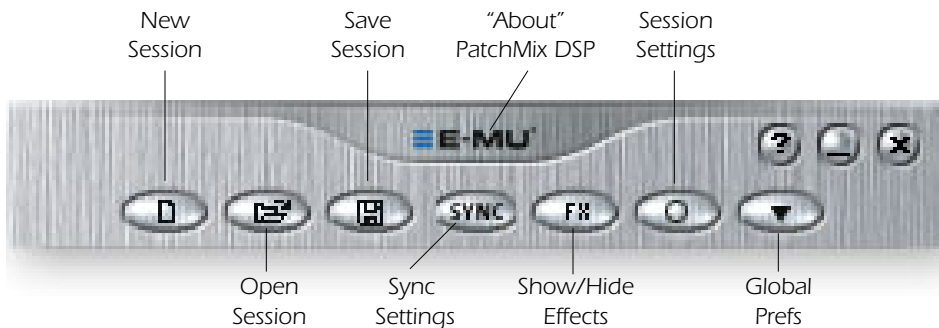 New
Session
Save
Session
“About”
PatchMix DSP
Session
Settings
E-MU®
?
X
SYNC
FX
Open
Session
Sync
Settings
Show/Hide
Effects
Global
Prefs